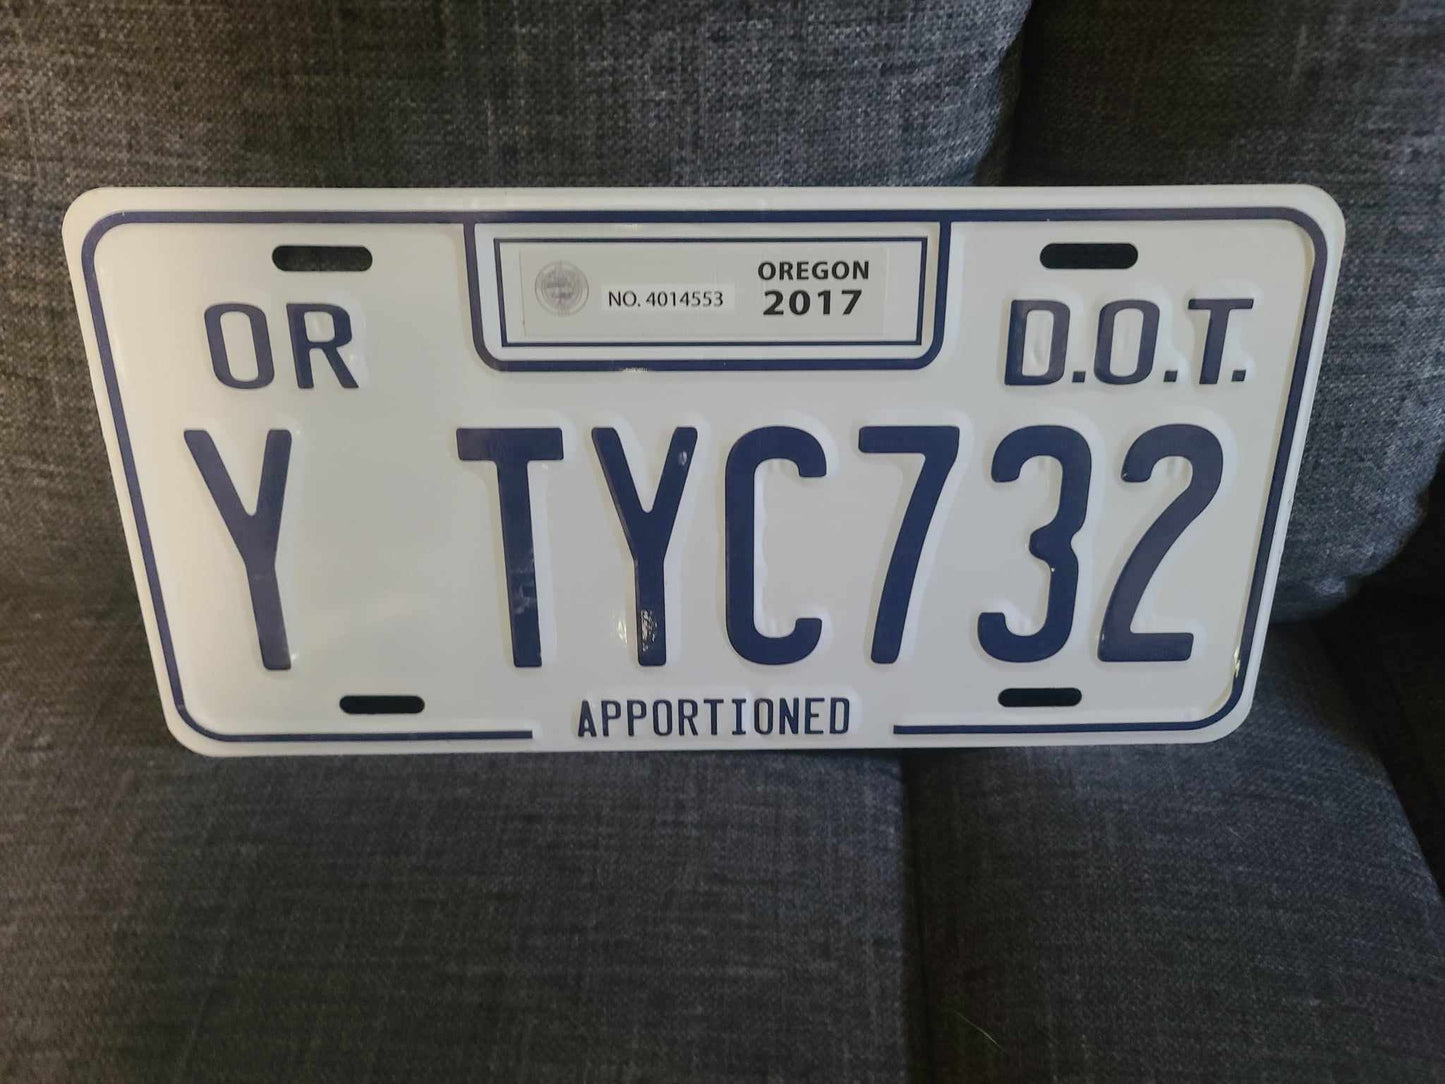 OREGON
NO. 4014553 2017
OR D.O.T.
Y TYC732
APPORTIONED